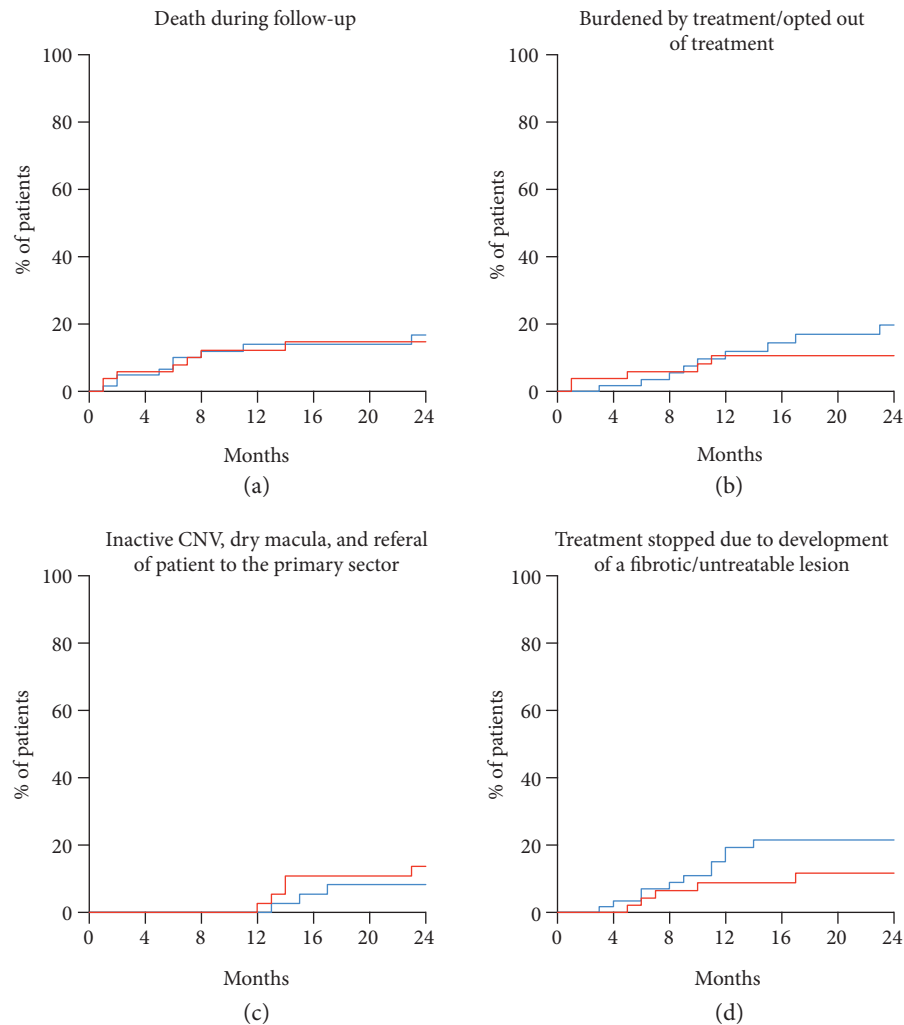 Death during follow-up
100
80
60
40
20
0
% of patients
0 4 8 12 16 20 24
Months
(a)
Burdened by treatment/opted out
of treatment
100
80
60
40
20
0
% of patients
0 4 8 12 16 20 24
Months
(b)
Inactive CNV, dry macula, and referal
of patient to the primary sector
100
80
60
40
20
0
% of patients
0 4 8 12 16 20 24
Months
(c)
Treatment stopped due to development
of a fibrotic/untreatable lesion
100
80
60
40
20
0
% of patients
0 4 8 12 16 20 24
Months
(d)